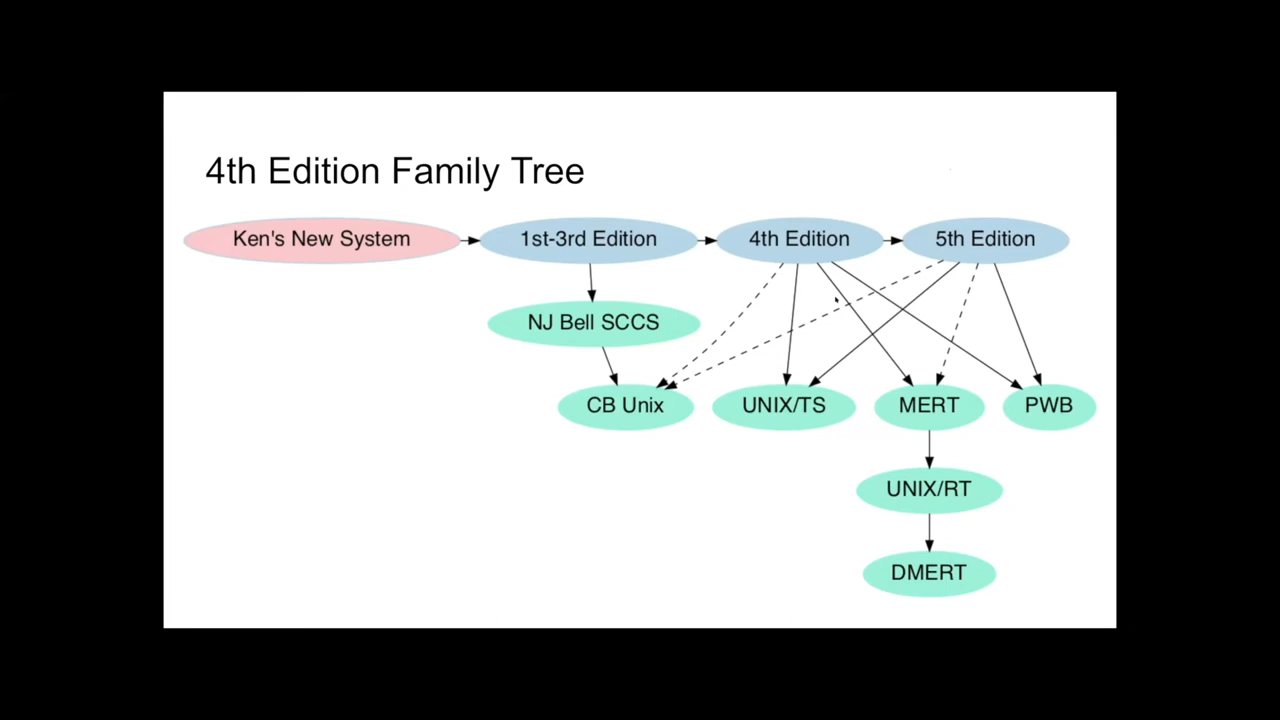 4th Edition Family Tree
Ken's New System
1st-3rd Edition
4th Edition
5th Edition
NJ Bell SCCS
CB Unix
UNIX/TS
MERT
PWB
UNIX/RT
DMERT